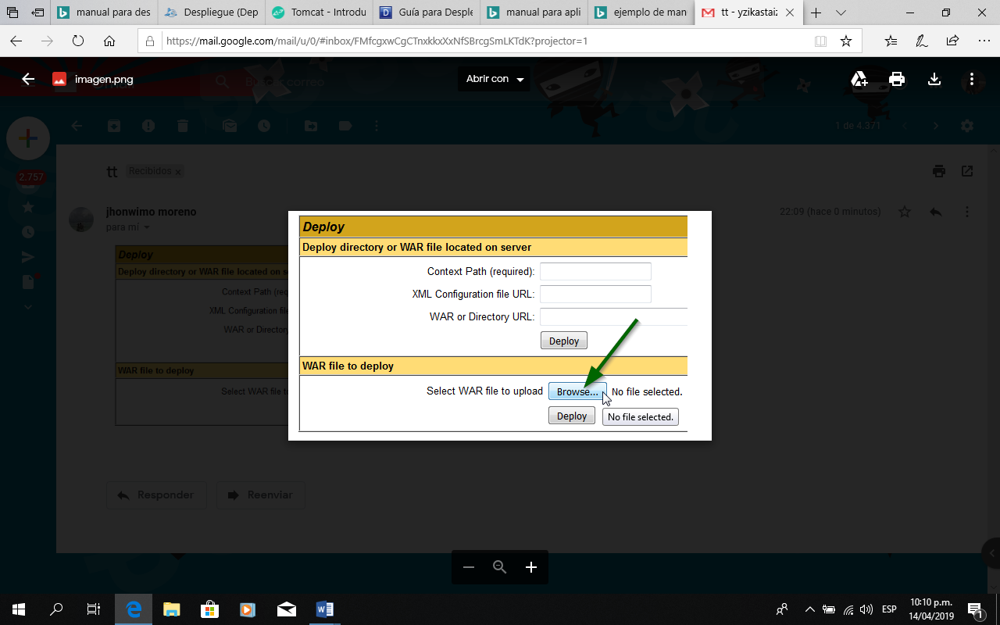 manual para des
Despliegue (Dep
Tomcat - Introdu
Guía para Desple
manual para apli
ejemplo de man
tt - yzikastaiz
https://mail.google.com/mail/u/0/#inbox/FMfcgxwCgCTnxkkxXxNfSBrcgSmLKTdK?projector=1
imagen.png
Buscar correo
Abrir con
1 de 4.371
2.757
tt
Recibidos x
jhonwimo moreno
22:09 (hace 0 minutos)
para mí
Deploy
Deploy directory or WAR file located on s
Context Path (req
XML Configuration file
WAR or Directory
WAR file to deploy
Select WAR file to
Deploy
Deploy directory or WAR file located on server
Context Path (required):
XML Configuration file URL:
WAR or Directory URL:
Deploy
WAR file to deploy
Select WAR file to upload Browse... No file selected.
Deploy No file selected.
Responder
Reenviar
ESP
10:10 p.m.
14/04/2019
1